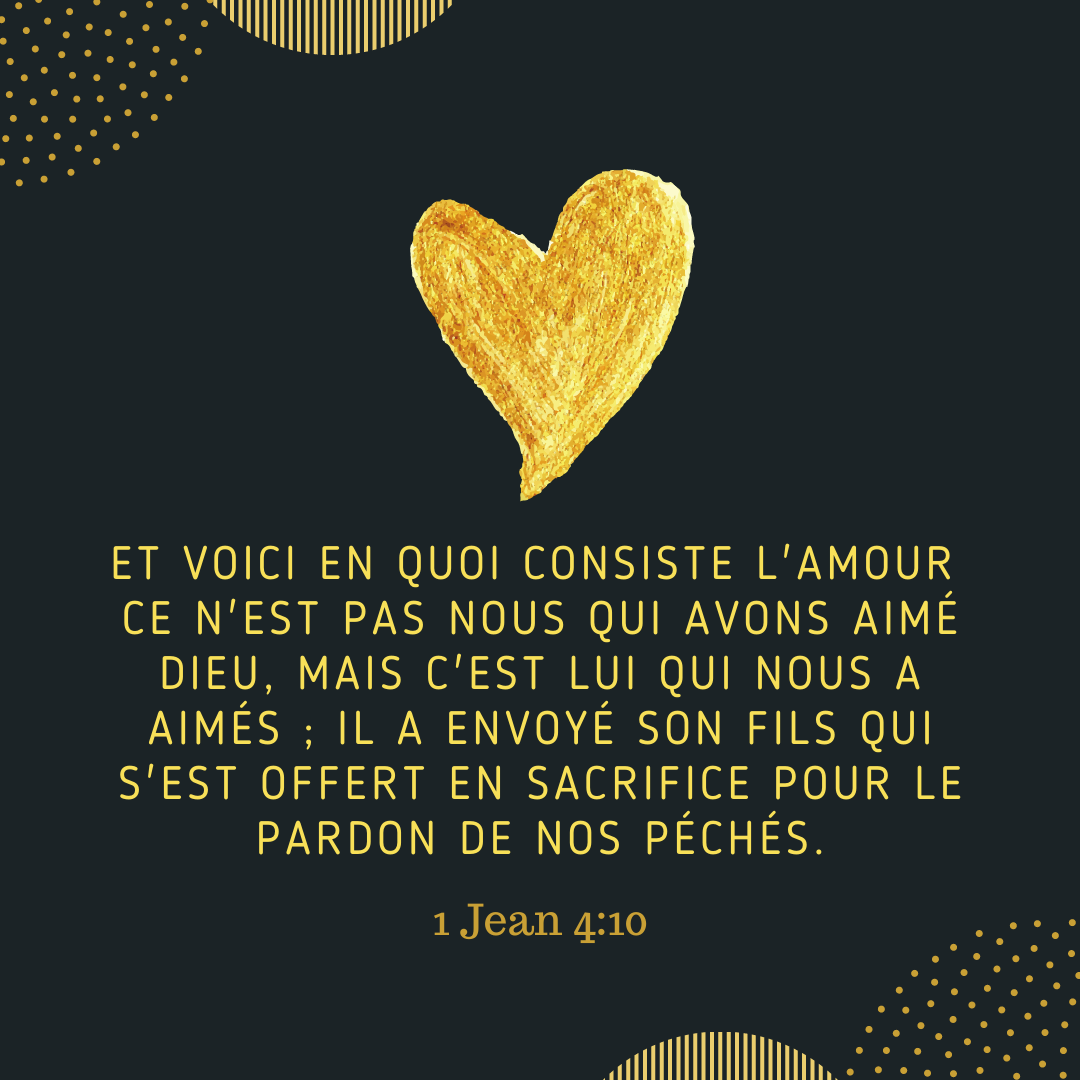 ET VOICI EN QUOI CONSISTE L'AMOUR
CE N'EST PAS NOUS QUI AVONS AIMÉ
DIEU, MAIS C'EST LUI QUI NOUS A
AIMÉS ; IL A ENVOYÉ SON FILS QUI
S'EST OFFERT EN SACRIFICE POUR LE
PARDON DE NOS PÉCHÉS.
1 Jean 4:10